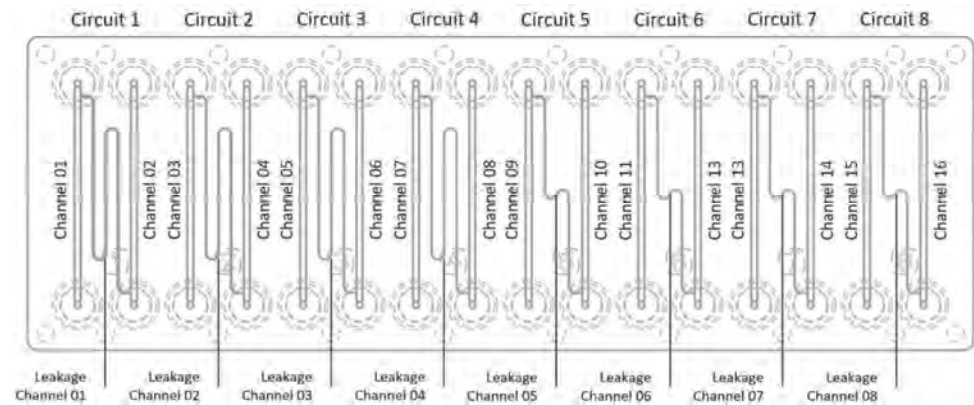 Circuit 1
Circuit 2
Circuit 3
Circuit 4
Circuit 5
Circuit 6
Circuit 7
Circuit 8
Channel 01
Channel 02
Channel 03
Channel 04
Channel 05
Channel 06
Channel 07
Channel 08
Channel 09
Channel 10
Channel 11
Channel 13
Channel 13
Channel 14
Channel 15
Channel 16
Leakage
Channel 01
Leakage
Channel 02
Leakage
Channel 03
Leakage
Channel 04
Leakage
Channel 05
Leakage
Channel 06
Leakage
Channel 07
Leakage
Channel 08